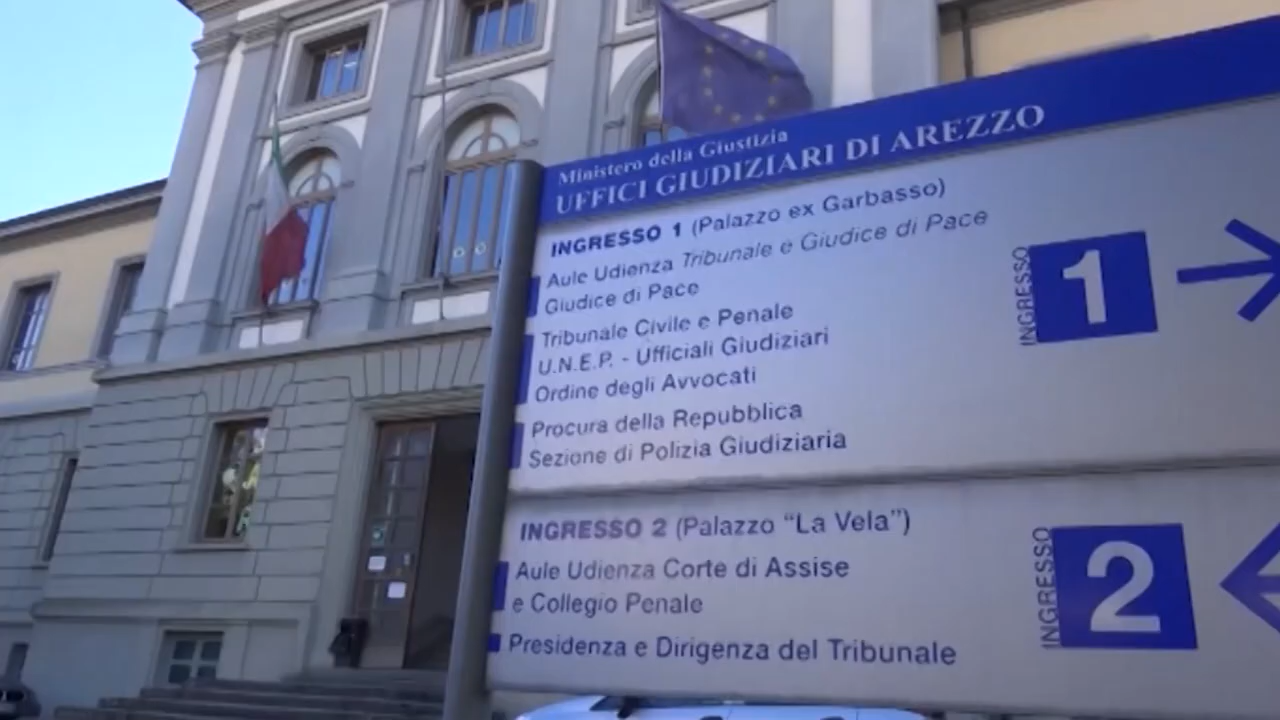 Ministero della Giustizia
UFFICI GIUDIZIARI DI AREZZO
INGRESSO 1 (Palazzo ex Garbasso)
Aule Udienza Tribunale e Giudice di Pace
Giudice di Pace
Tribunale Civile e Penale
U.N.E.P. - Ufficiali Giudiziari
Ordine degli Avvocati
Procura della Repubblica
Sezione di Polizia Giudiziaria
INGRESSO
1
INGRESSO 2 (Palazzo “La Vela”)
Aule Udienza Corte di Assise
e Collegio Penale
Presidenza e Dirigenza del Tribunale
INGRESSO
2